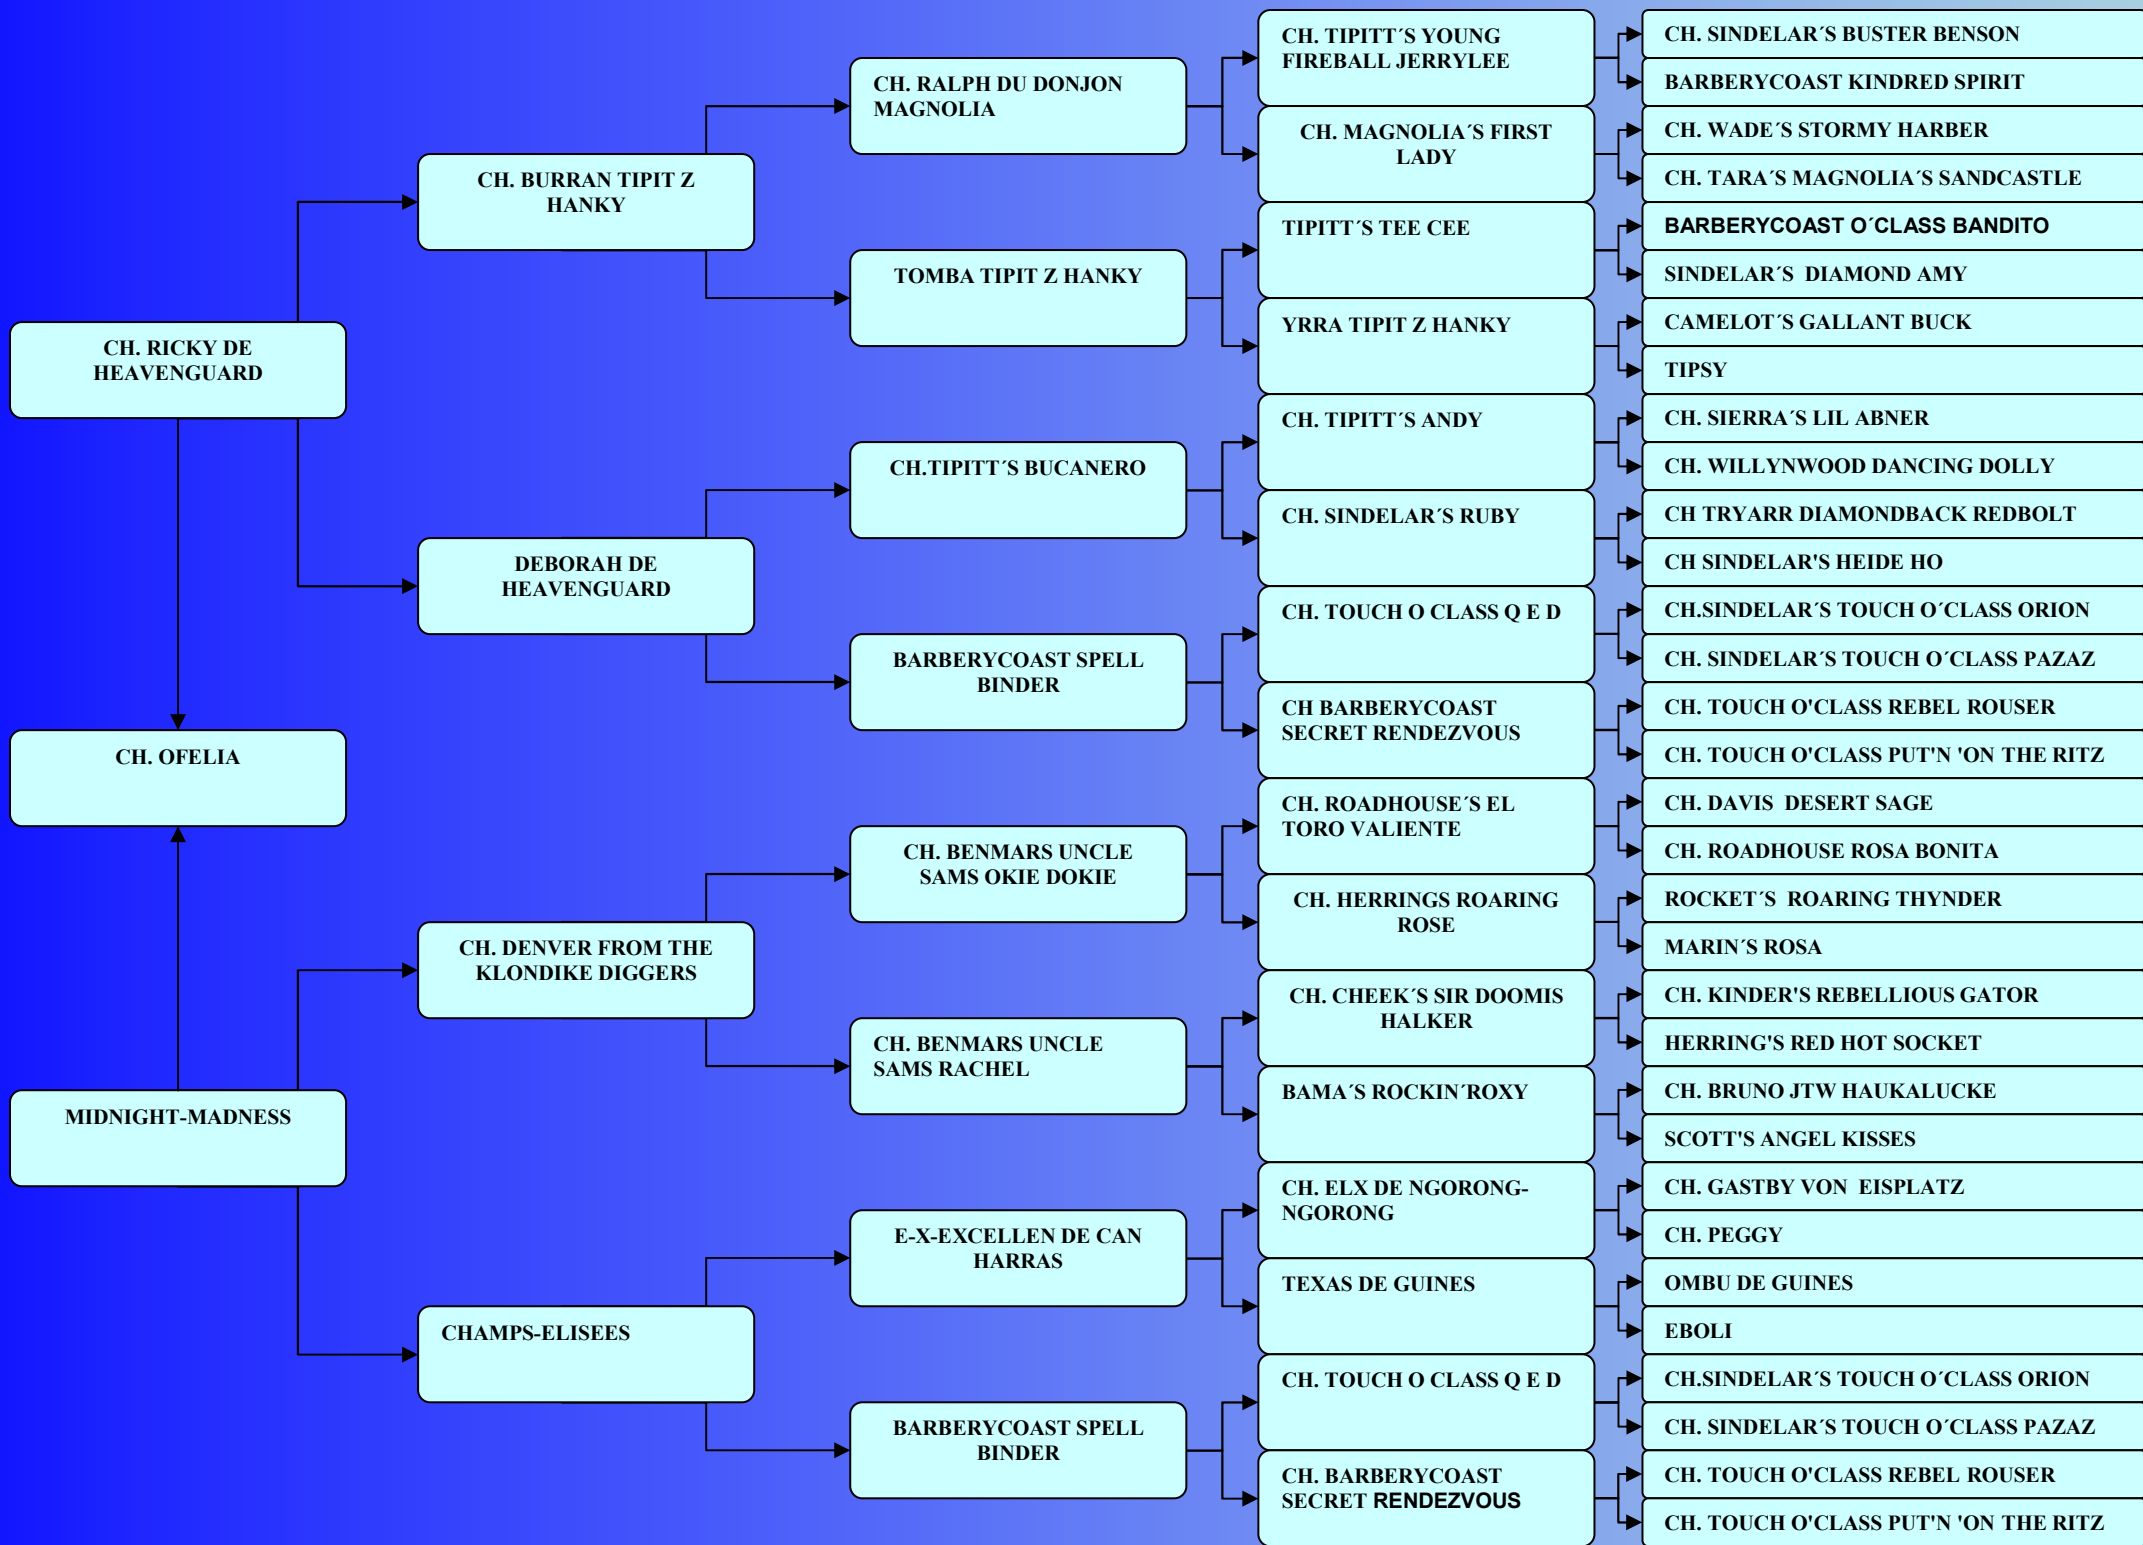 CH. RICKY DE
HEAVENGUARD
CH. OFELIA
MIDNIGHT-MADNESS
CH. BURRAN TIPIT Z
HANKY
DEBORAH DE
HEAVENGUARD
CH. DENVER FROM THE
KLONDIKE DIGGERS
CHAMPS-ELISEES
CH. RALPH DU DONJON
MAGNOLIA
TOMBA TIPIT Z HANKY
CH.TIPITT´S BUCANERO
BARBERYCOAST SPELL
BINDER
CH. BENMARS UNCLE
SAMS OKIE DOKIE
CH. BENMARS UNCLE
SAMS RACHEL
E-X-EXCELLEN DE CAN
HARRAS
BARBERYCOAST SPELL
BINDER
CH. TIPITT´S YOUNG
FIREBALL JERRYLEE
CH. MAGNOLIA´S FIRST
LADY
TIPITT´S TEE CEE
YRRA TIPIT Z HANKY
CH. TIPITT´S ANDY
CH. SINDELAR´S RUBY
CH. TOUCH O CLASS Q E D
CH BARBERYCOAST
SECRET RENDEZVOUS
CH. ROADHOUSE´S EL
TORO VALIENTE
CH. HERRINGS ROARING
ROSE
CH. CHEEK´S SIR DOOMIS
HALKER
BAMA´S ROCKIN´ROXY
CH. ELX DE NGORONG-
NGORONG
TEXAS DE GUINES
CH. TOUCH O CLASS Q E D
CH. BARBERYCOAST
SECRET RENDEZVOUS
CH. SINDELAR´S BUSTER BENSON
BARBERYCOAST KINDRED SPIRIT
CH. WADE´S STORMY HARBER
CH. TARA´S MAGNOLIA´S SANDCASTLE
BARBERYCOAST O´CLASS BANDITO
SINDELAR´S  DIAMOND AMY
CAMELOT´S GALLANT BUCK
TIPSY
CH. SIERRA´S LIL ABNER
CH. WILLYNWOOD DANCING DOLLY
CH TRYARR DIAMONDBACK REDBOLT
CH SINDELAR'S HEIDE HO
CH.SINDELAR´S TOUCH O´CLASS ORION
CH. SINDELAR´S TOUCH O´CLASS PAZAZ
CH. TOUCH O'CLASS REBEL ROUSER
CH. TOUCH O'CLASS PUT'N 'ON THE RITZ
CH. DAVIS  DESERT SAGE
CH. ROADHOUSE ROSA BONITA
ROCKET´S  ROARING THYNDER
MARIN´S ROSA
CH. KINDER'S REBELLIOUS GATOR
HERRING'S RED HOT SOCKET
CH. BRUNO JTW HAUKALUCKE
SCOTT'S ANGEL KISSES
CH. GASTBY VON  EISPLATZ
CH. PEGGY
OMBU DE GUINES
EBOLI
CH.SINDELAR´S TOUCH O´CLASS ORION
CH. SINDELAR´S TOUCH O´CLASS PAZAZ
CH. TOUCH O'CLASS REBEL ROUSER
CH. TOUCH O'CLASS PUT'N 'ON THE RITZ